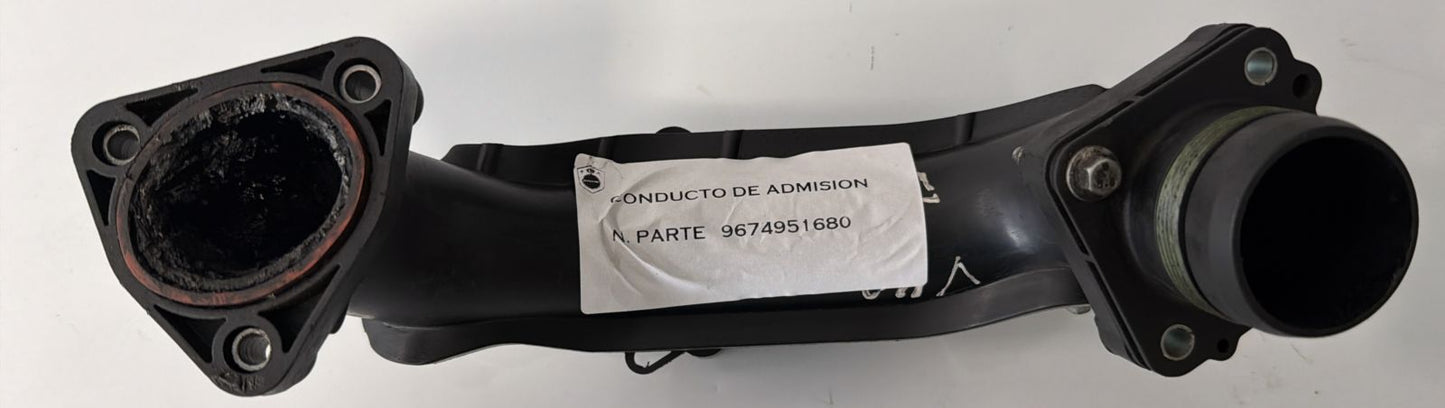 CONDUCTO DE ADMISION
N. PARTE 9674951680